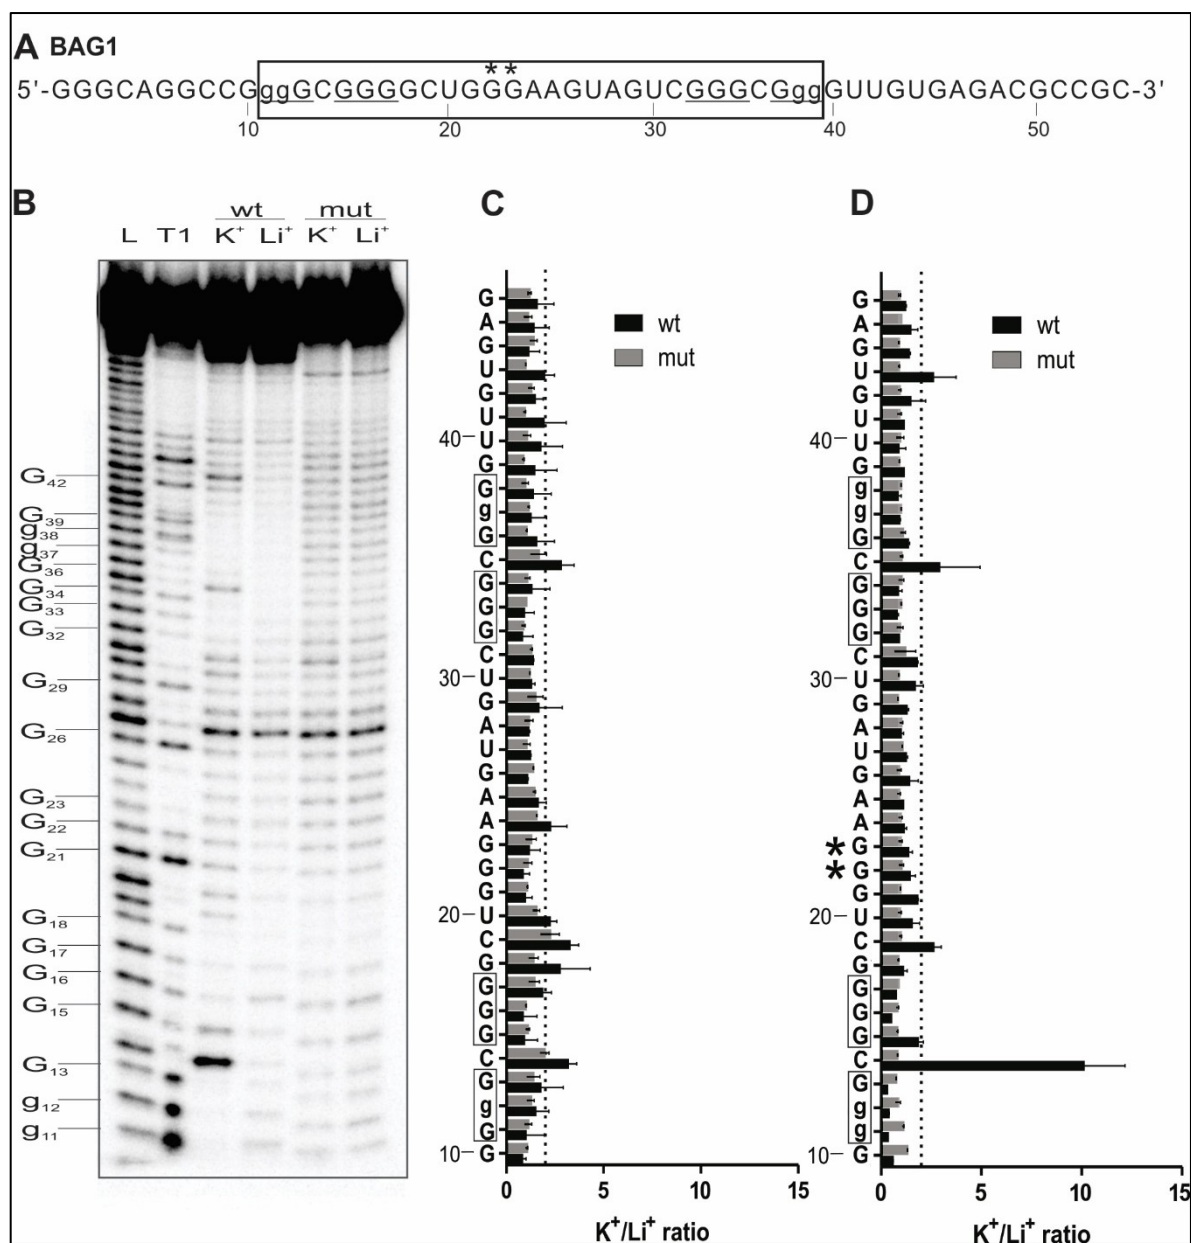 A BAG1
* *
5'-GGGCAGGCCGggGCGGGGCUGGGAAGUAGUCGGGCGggGUUGUGAGACGCCGC-3'
10 20 30 40 50
B
wt mut
L T1 K+ Li+ K+ Li+
G42
G39
g38
g37
G36
G34
G33
G32
G29
G26
G23
G22
G21
G18
G17
G16
G15
G13
g12
g11
C
wt
mut
G
A
G
U
G
U
40 U
G
G
g
G
C
G
G
G
C
30 U
G
A
U
G
A
A
G
G
G
20 U
C
G
G
G
G
C
G
g
G
10 G
0 5 10 15
K+/Li+ ratio
D
wt
mut
G
A
G
U
G
U
40 U
G
g
g
G
C
G
G
G
C
30 U
G
A
U
G
A
A
* G
* G
G
20 U
C
G
G
G
G
C
G
g
g
10 G
0 5 10 15
K+/Li+ ratio